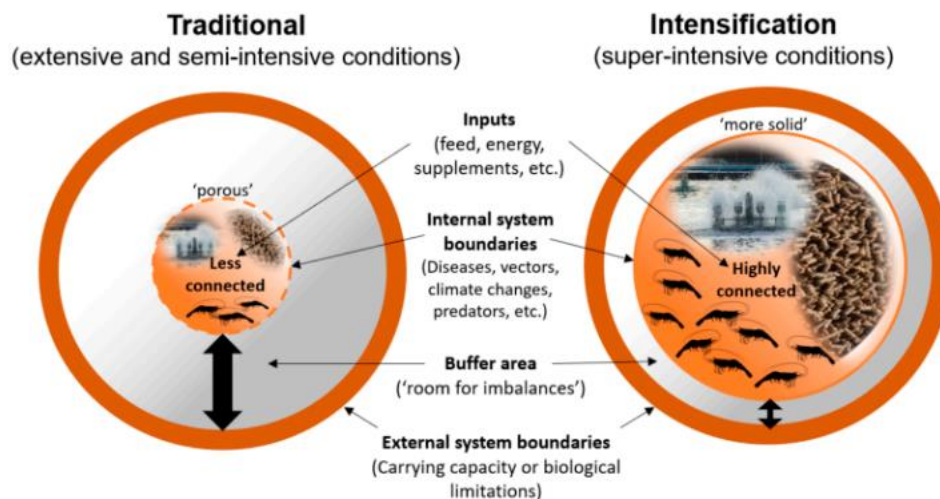 Traditional
(extensive and semi-intensive conditions)
Intensification
(super-intensive conditions)
'porous'
Less
connected
Inputs
(feed, energy,
supplements, etc.)
Internal system
boundaries
(Diseases, vectors,
climate changes,
predators, etc.)
Buffer area
('room for imbalances')
External system boundaries
(Carrying capacity or biological
limitations)
'more solid'
Highly
connected